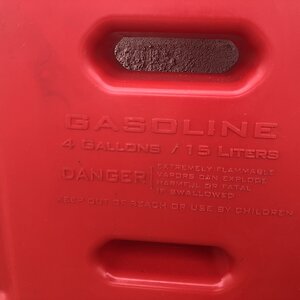 GASOLINE
4 GALLONS / 15 LITERS
DANGER
EXTREMELY FLAMMABLE
VAPORS CAN EXPLODE
HARMFUL OR FATAL
IF SWALLOWED
KEEP OUT OF REACH OR USE BY CHILDREN